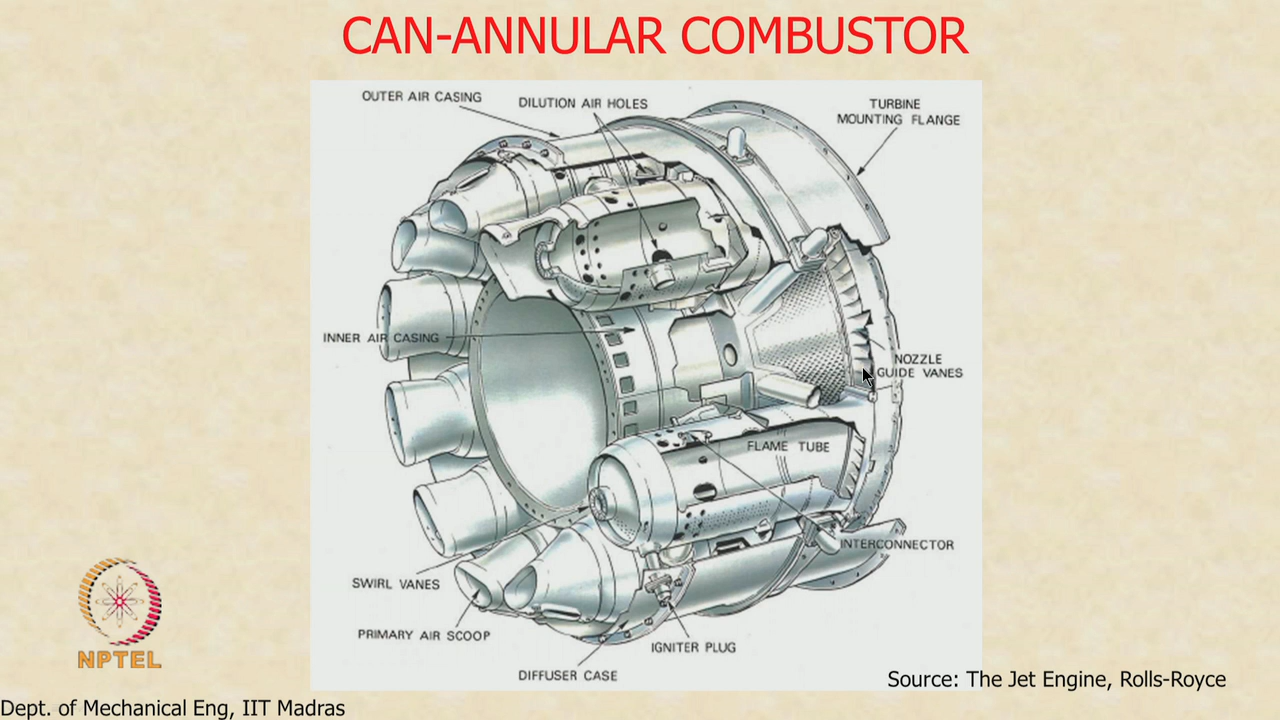 CAN-ANNULAR COMBUSTOR
OUTER AIR CASING
DILUTION AIR HOLES
TURBINE
MOUNTING FLANGE
INNER AIR CASING
NOZZLE
GUIDE VANES
FLAME TUBE
INTERCONNECTOR
SWIRL VANES
PRIMARY AIR SCOOP
IGNITER PLUG
DIFFUSER CASE
NPTEL
Source: The Jet Engine, Rolls-Royce
Dept. of Mechanical Eng, IIT Madras